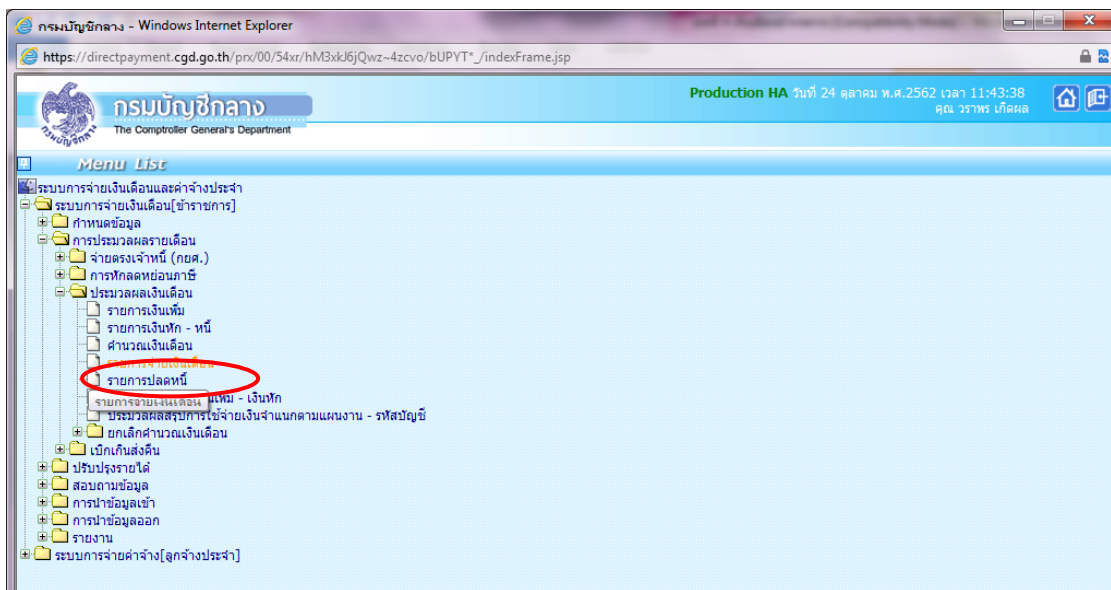 กรมบัญชีกลาง - Windows Internet Explorer
https://directpayment.cgd.go.th/prx/00/54xr/hM3xkJ6jQwz~4zcvo/bUPYT*_/indexFrame.jsp
กรมบัญชีกลาง
The Comptroller General's Department
Production HA วันที่ 24 ตุลาคม พ.ศ.2562 เวลา 11:43:38
คุณ วราพร เกิดผล
Menu List
ระบบการจ่ายเงินเดือนและค่าจ้างประจำ
ระบบการจ่ายเงินเดือน[ข้าราชการ]
กำหนดข้อมูล
การประมวลผลรายเดือน
จ่ายตรงเจ้าหนี้ (กยศ.)
การหักลดหย่อนภาษี
ประมวลผลเงินเดือน
รายการเงินเพิ่ม
รายการเงินหัก - หนี้
คำนวณเงินเดือน
รายการจ่ายเงินเดือน
รายการปลดหนี้
รายการจ่ายเงินเดือน
เงินหัก
ประมวลผลสรุปการใช้จ่ายเงินจำแนกตามแผนงาน - รหัสบัญชี
ยกเลิกคำนวณเงินเดือน
เบิกเกินส่งคืน
ปรับปรุงรายได้
สอบถามข้อมูล
การนำข้อมูลเข้า
การนำข้อมูลออก
รายงาน
ระบบการจ่ายค่าจ้าง[ลูกจ้างประจำ]